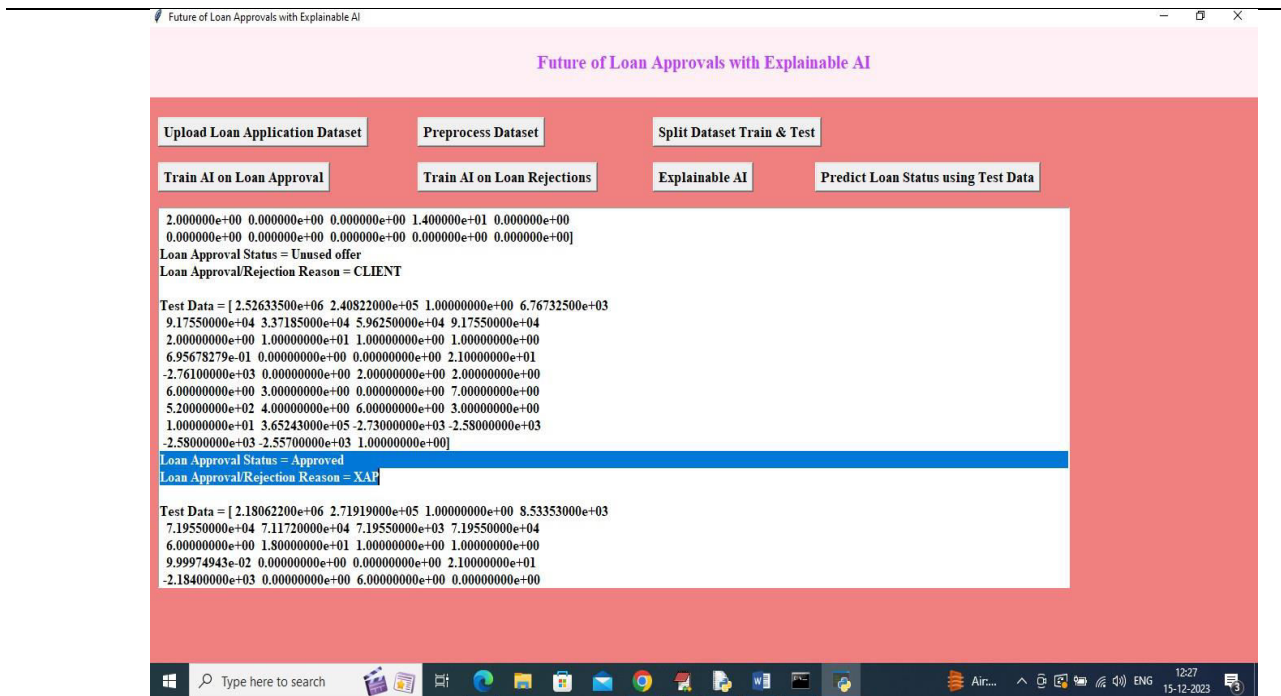 Future of Loan Approvals with Explainable AI
Future of Loan Approvals with Explainable AI
Upload Loan Application Dataset
Preprocess Dataset
Split Dataset Train & Test
Train AI on Loan Approval
Train AI on Loan Rejections
Explainable AI
Predict Loan Status using Test Data
2.000000e+00 0.000000e+00 0.000000e+00 1.400000e+01 0.000000e+00
0.000000e+00 0.000000e+00 0.000000e+00 0.000000e+00 0.000000e+00]
Loan Approval Status = Unused offer
Loan Approval/Rejection Reason = CLIENT
Test Data = [ 2.52633500e+06 2.40822000e+05 1.00000000e+00 6.76732500e+03
9.17550000e+04 3.37185000e+04 5.96250000e+04 9.17550000e+04
2.00000000e+00 1.00000000e+01 1.00000000e+00 1.00000000e+00
6.95678279e-01 0.00000000e+00 0.00000000e+00 2.10000000e+01
-2.76100000e+03 0.00000000e+00 2.00000000e+00 2.00000000e+00
6.00000000e+00 3.00000000e+00 0.00000000e+00 7.00000000e+00
5.20000000e+02 4.00000000e+00 6.00000000e+00 3.00000000e+00
1.00000000e+01 3.65243000e+05 -2.73000000e+03 -2.58000000e+03
-2.58000000e+03 -2.55700000e+03 1.00000000e+00]
Loan Approval Status = Approved
Loan Approval/Rejection Reason = XAP
Test Data = [ 2.18062200e+06 2.71919000e+05 1.00000000e+00 8.53353000e+03
7.19550000e+04 7.11720000e+04 7.19550000e+03 7.19550000e+04
6.00000000e+00 1.80000000e+01 1.00000000e+00 1.00000000e+00
9.99974943e-02 0.00000000e+00 0.00000000e+00 2.10000000e+01
-2.18400000e+03 0.00000000e+00 6.00000000e+00 0.00000000e+00
Type here to search
Air...
ENG
12:27
15-12-2023